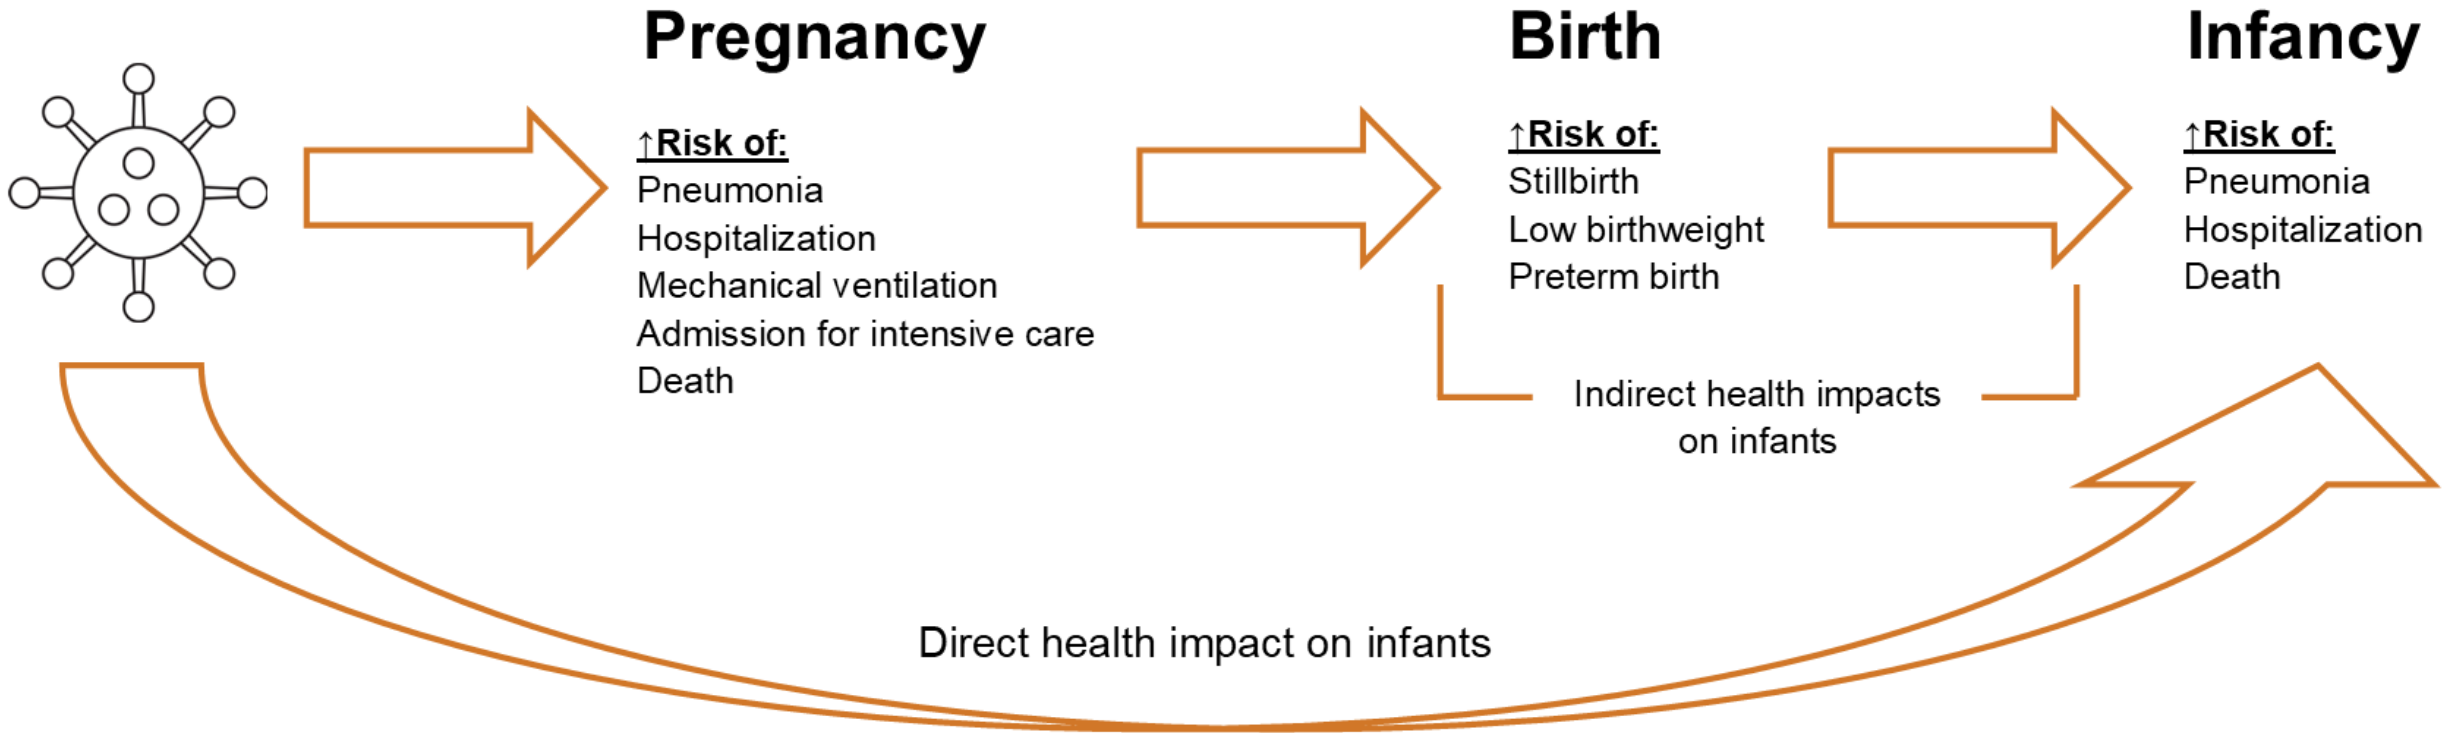 Pregnancy
↑Risk of:
Pneumonia
Hospitalization
Mechanical ventilation
Admission for intensive care
Death
Birth
↑Risk of:
Stillbirth
Low birthweight
Preterm birth
Indirect health impacts
on infants
Infancy
↑Risk of:
Pneumonia
Hospitalization
Death
Direct health impact on infants